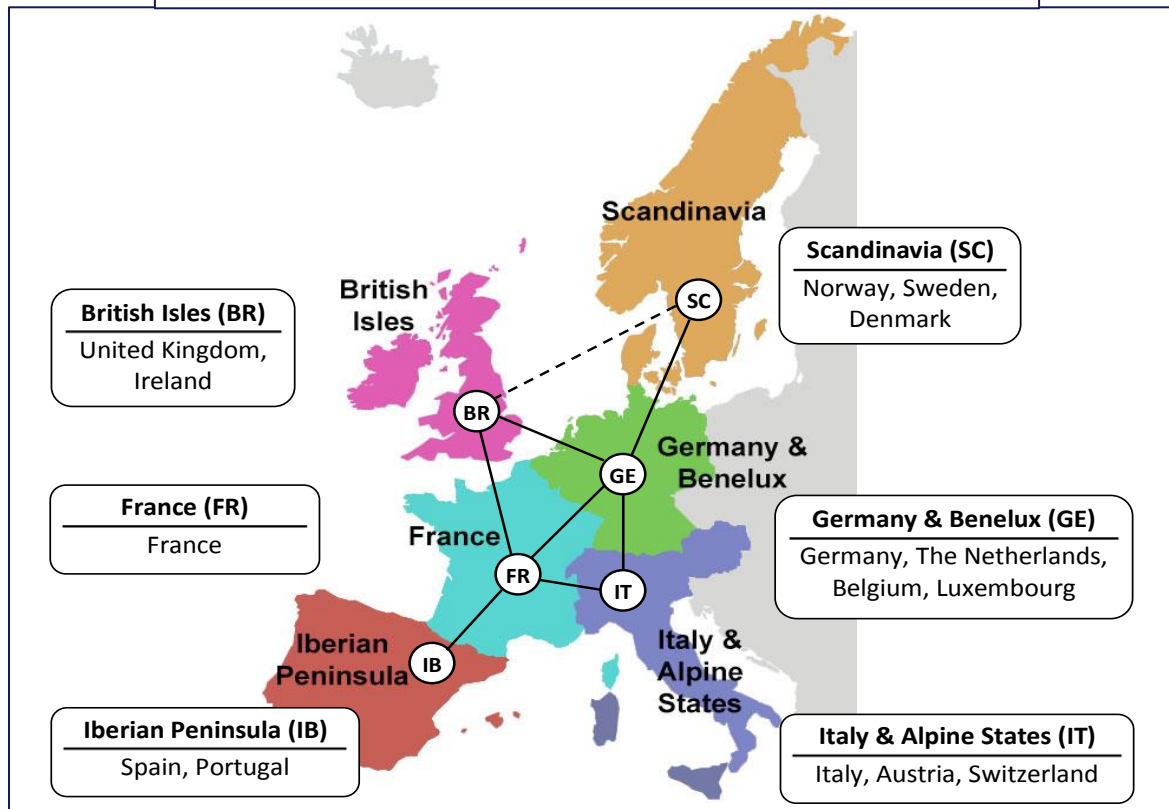 Scandinavia
Scandinavia (SC)
Norway, Sweden,
Denmark
SC
British
Isles
British Isles (BR)
United Kingdom,
Ireland
BR
Germany &
Benelux
GE
France (FR)
France
Germany & Benelux (GE)
Germany, The Netherlands,
Belgium, Luxembourg
France
FR
IT
Iberian
Peninsula
IB
Italy &
Alpine
States
Iberian Peninsula (IB)
Spain, Portugal
Italy & Alpine States (IT)
Italy, Austria, Switzerland